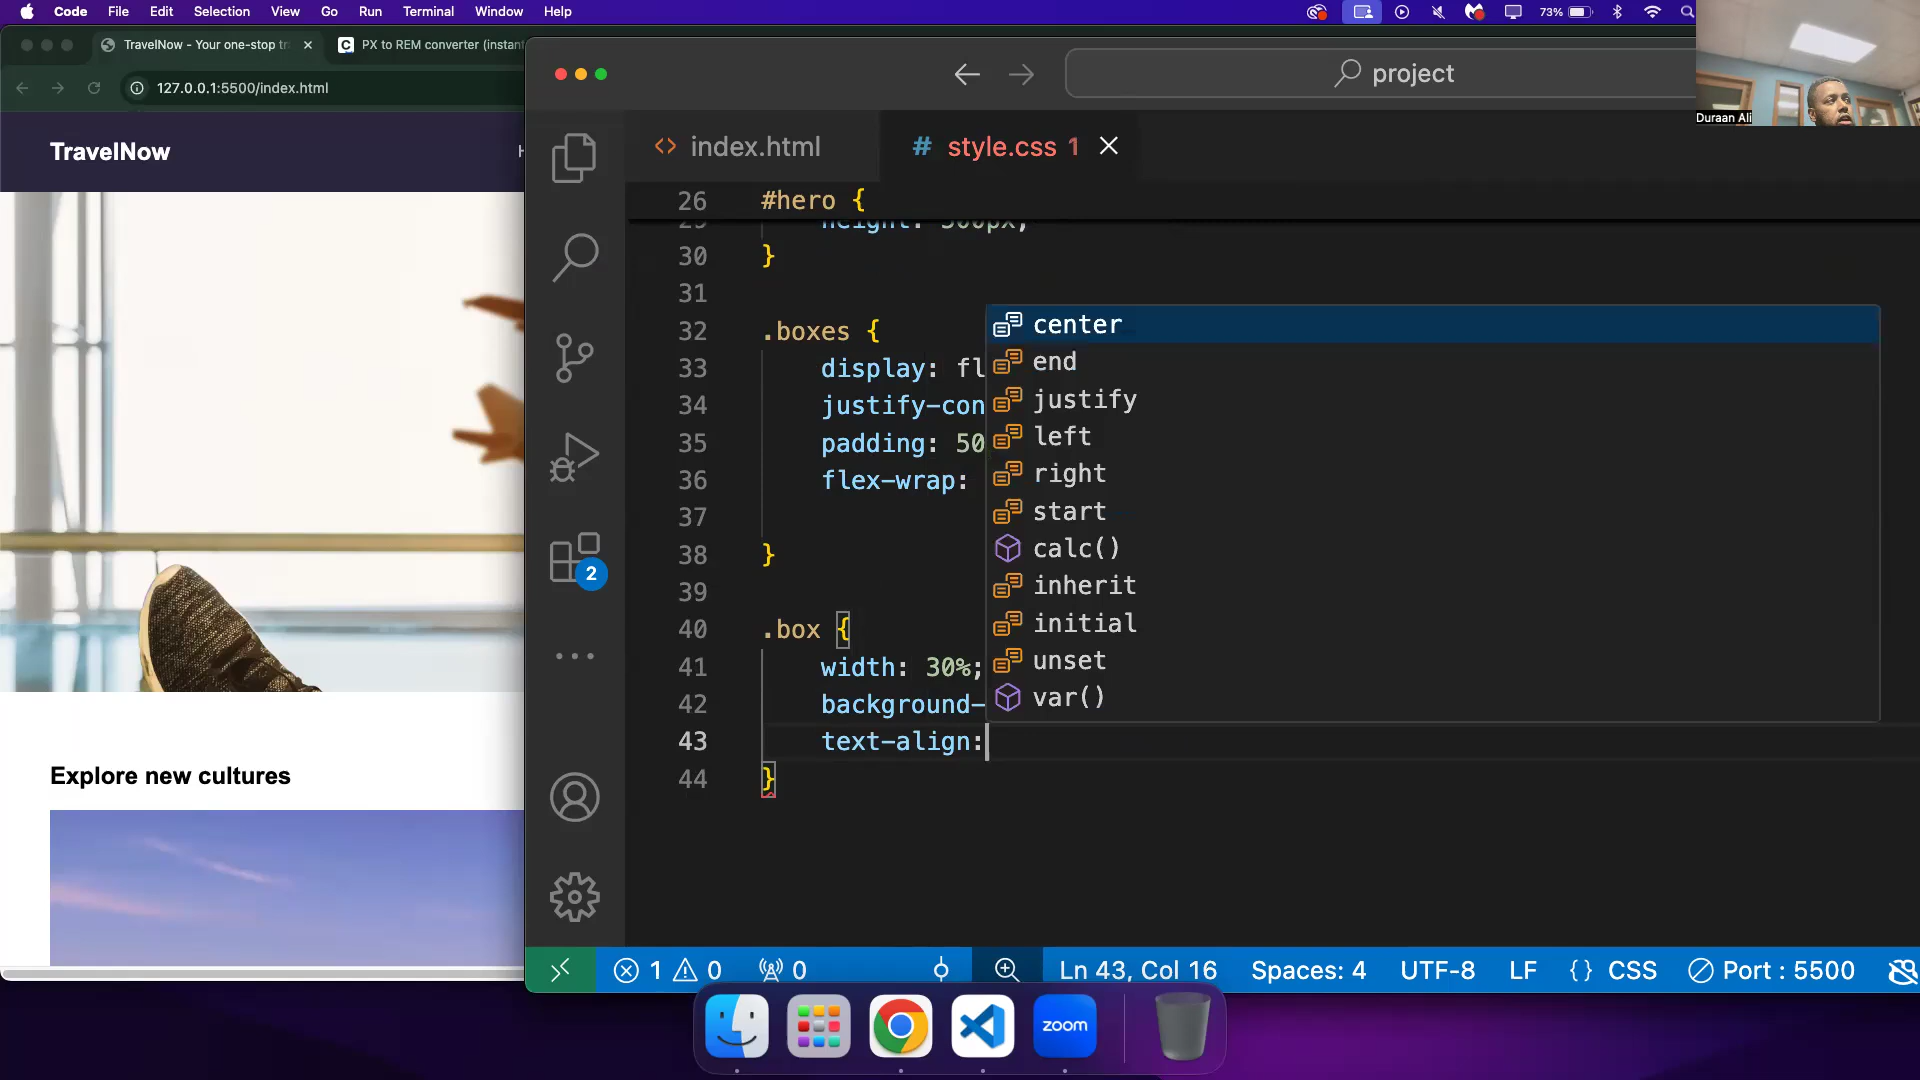 Code File Edit Selection View Go Run Terminal Window Help 73%
TravelNow - Your one-stop tr
PX to REM converter (instant
127.0.0.1:5500/index.html
TravelNow
Explore new cultures
project
Duraan Ali
index.html
# style.css 1
26 #hero {
30 }
31
32 .boxes {
33 display: fl
34 justify-con
35 padding: 50
36 flex-wrap:
37
38 }
39
40 .box {
41 width: 30%;
42 background-
43 text-align:
44 }
center
end
justify
left
right
start
calc()
inherit
initial
unset
var()
2
1 0 0 Ln 43, Col 16 Spaces: 4 UTF-8 LF {} CSS Port : 5500
zoom